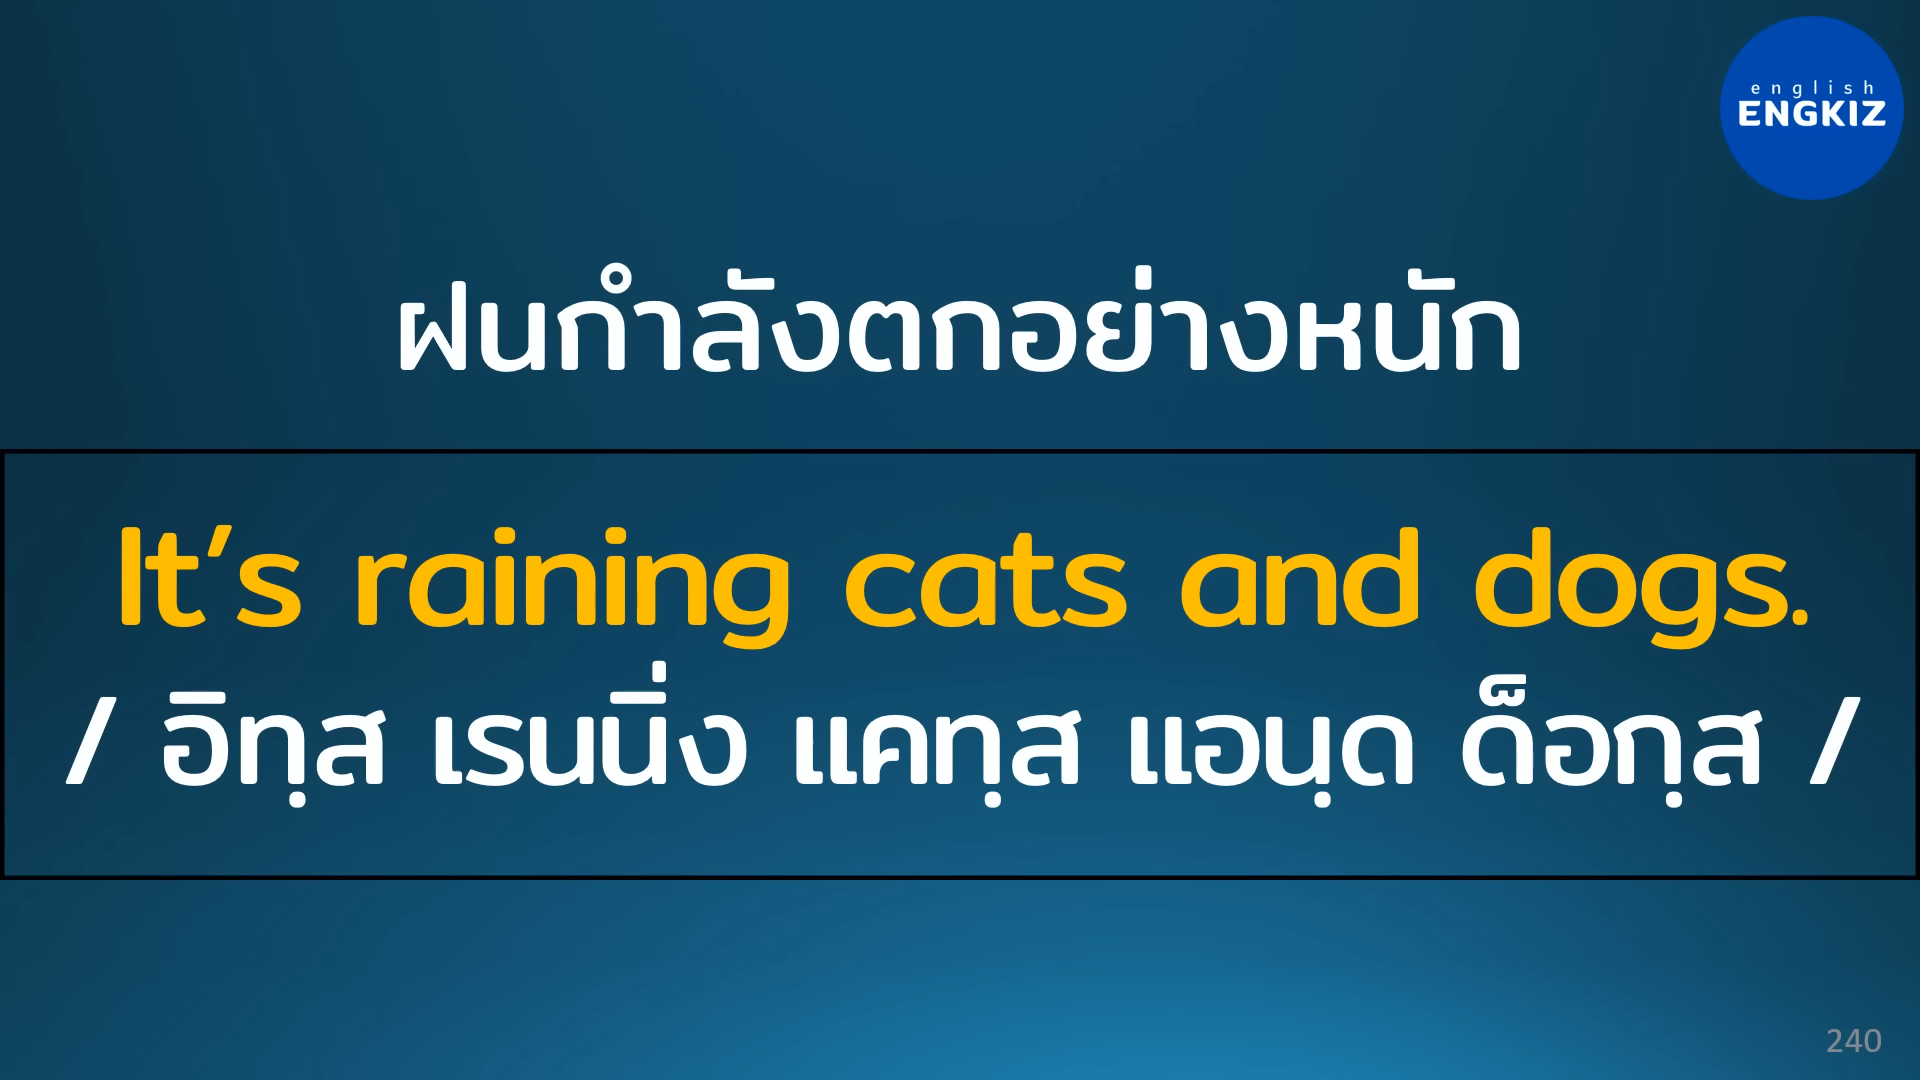 english
ENGKIZ
ฝนกำลังตกอย่างหนัก
It’s raining cats and dogs.
/ อิทฺส เรนนิ่ง แคทฺส แอนฺด ด็อกฺส /
240